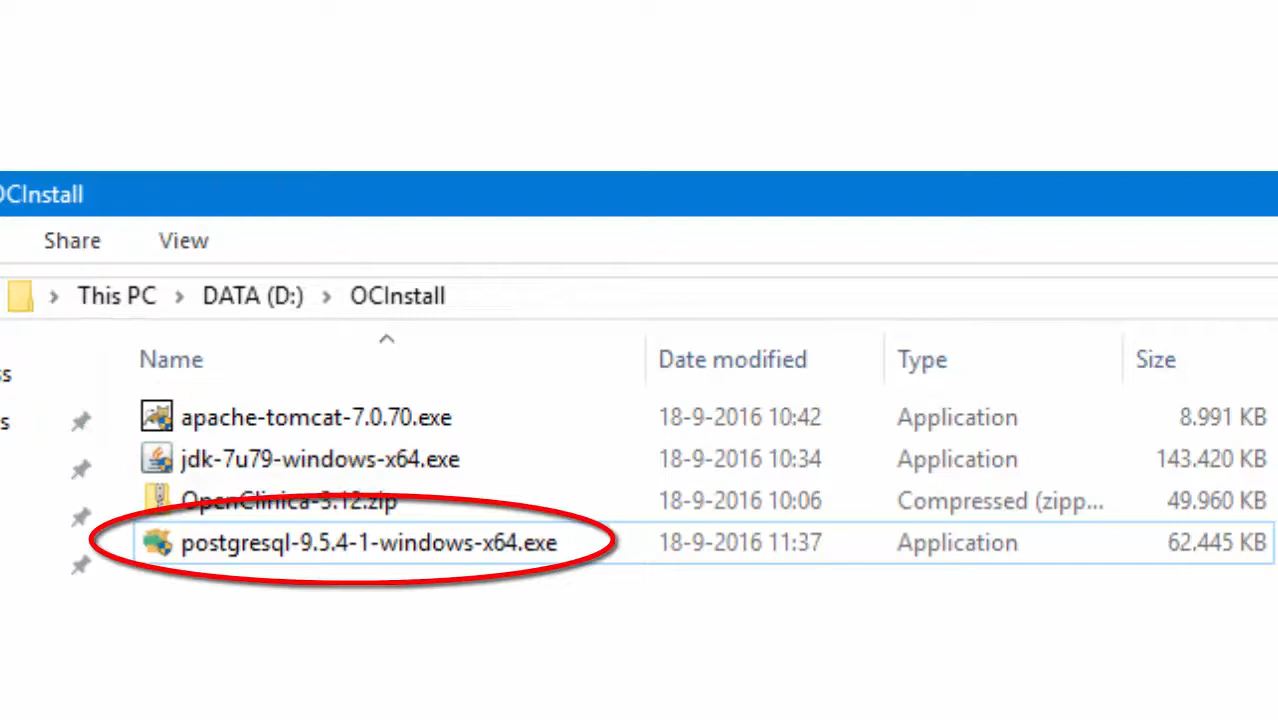 OCInstall
Share View
This PC DATA (D:) OCInstall
Name Date modified Type Size
apache-tomcat-7.0.70.exe 18-9-2016 10:42 Application 8.991 KB
jdk-7u79-windows-x64.exe 18-9-2016 10:34 Application 143.420 KB
OpenClinica-3.12.zip 18-9-2016 10:06 Compressed (zipp... 49.960 KB
postgresql-9.5.4-1-windows-x64.exe 18-9-2016 11:37 Application 62.445 KB